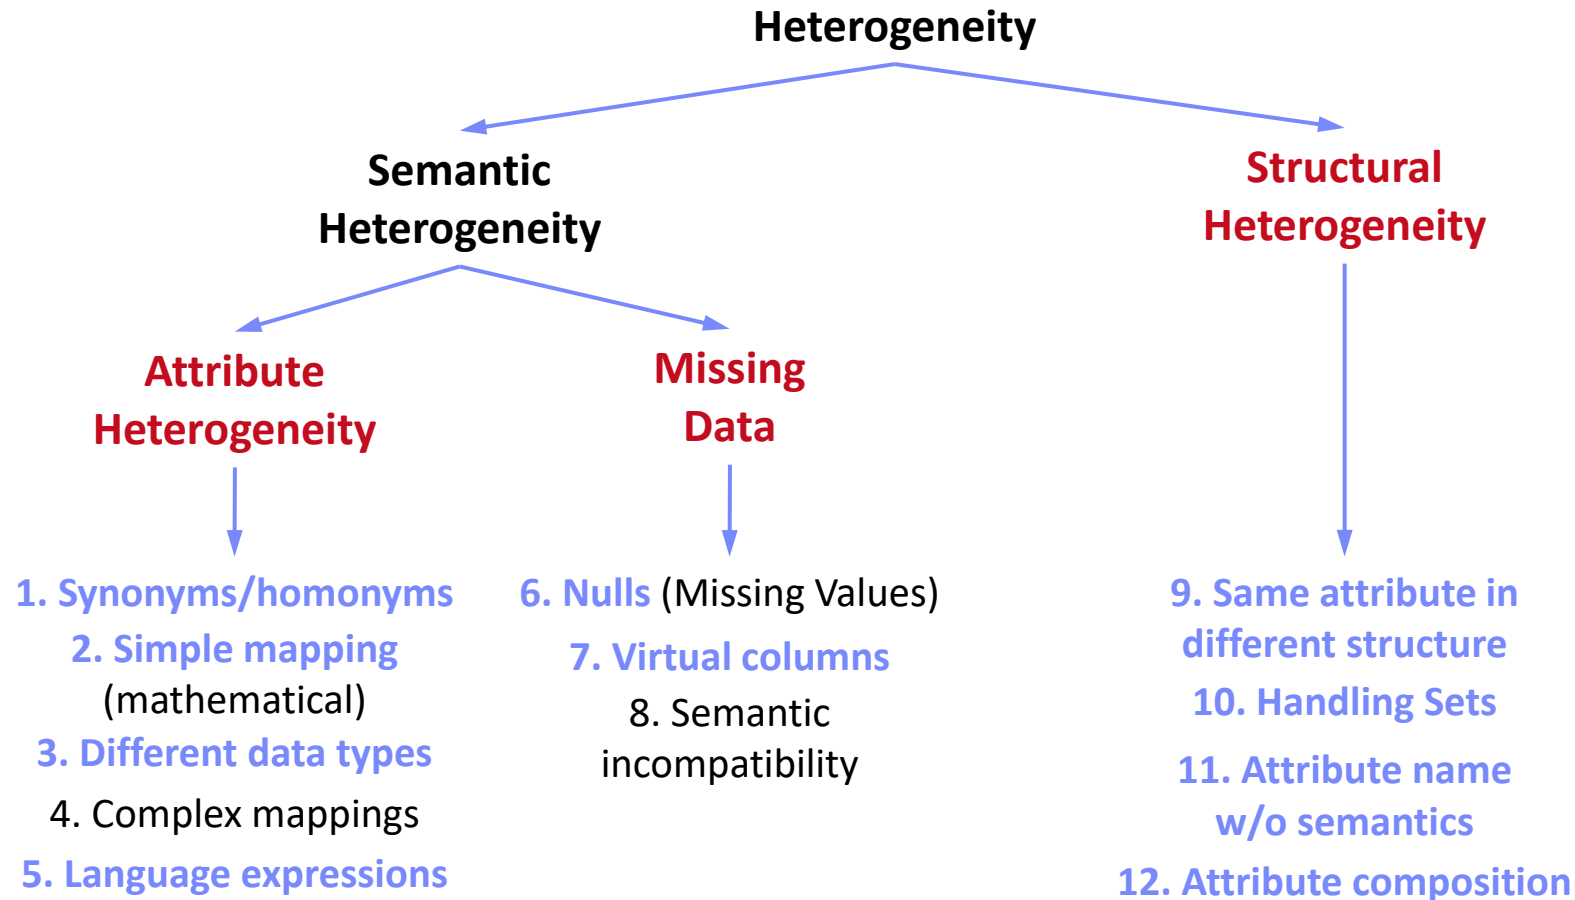 Heterogeneity
Semantic
Heterogeneity
Structural
Heterogeneity
Attribute
Heterogeneity
Missing
Data
1. Synonyms/homonyms
2. Simple mapping
(mathematical)
3. Different data types
4. Complex mappings
5. Language expressions
6. Nulls (Missing Values)
7. Virtual columns
8. Semantic
incompatibility
9. Same attribute in
different structure
10. Handling Sets
11. Attribute name
w/o semantics
12. Attribute composition